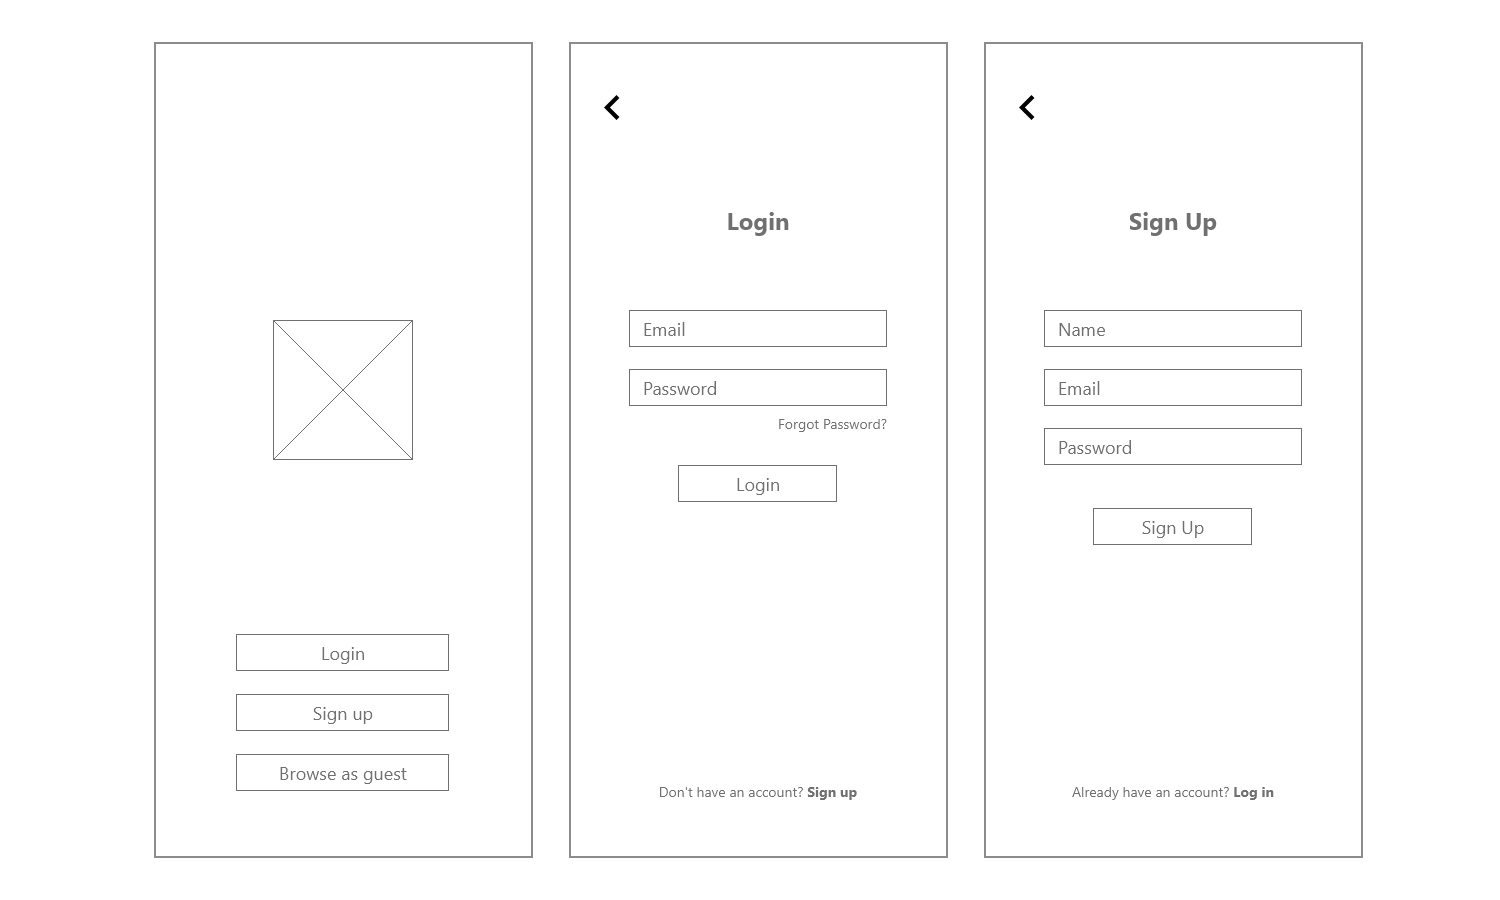 Login
Sign up
Browse as guest
Login
Email
Password
Forgot Password?
Login
Don't have an account? Sign up
Sign Up
Name
Email
Password
Sign Up
Already have an account? Log in